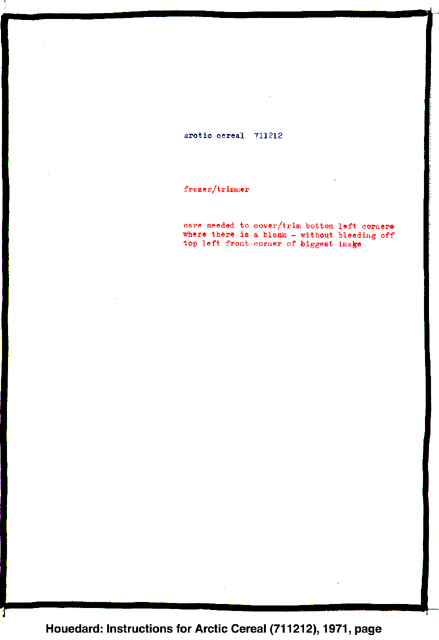 arctic cereal 711212
framer/trimmer
care needed to cover/trim bottom left corners
where there is a blank - without bleeding off
top left front corner of biggest image
Houedard: Instructions for Arctic Cereal (711212), 1971, page